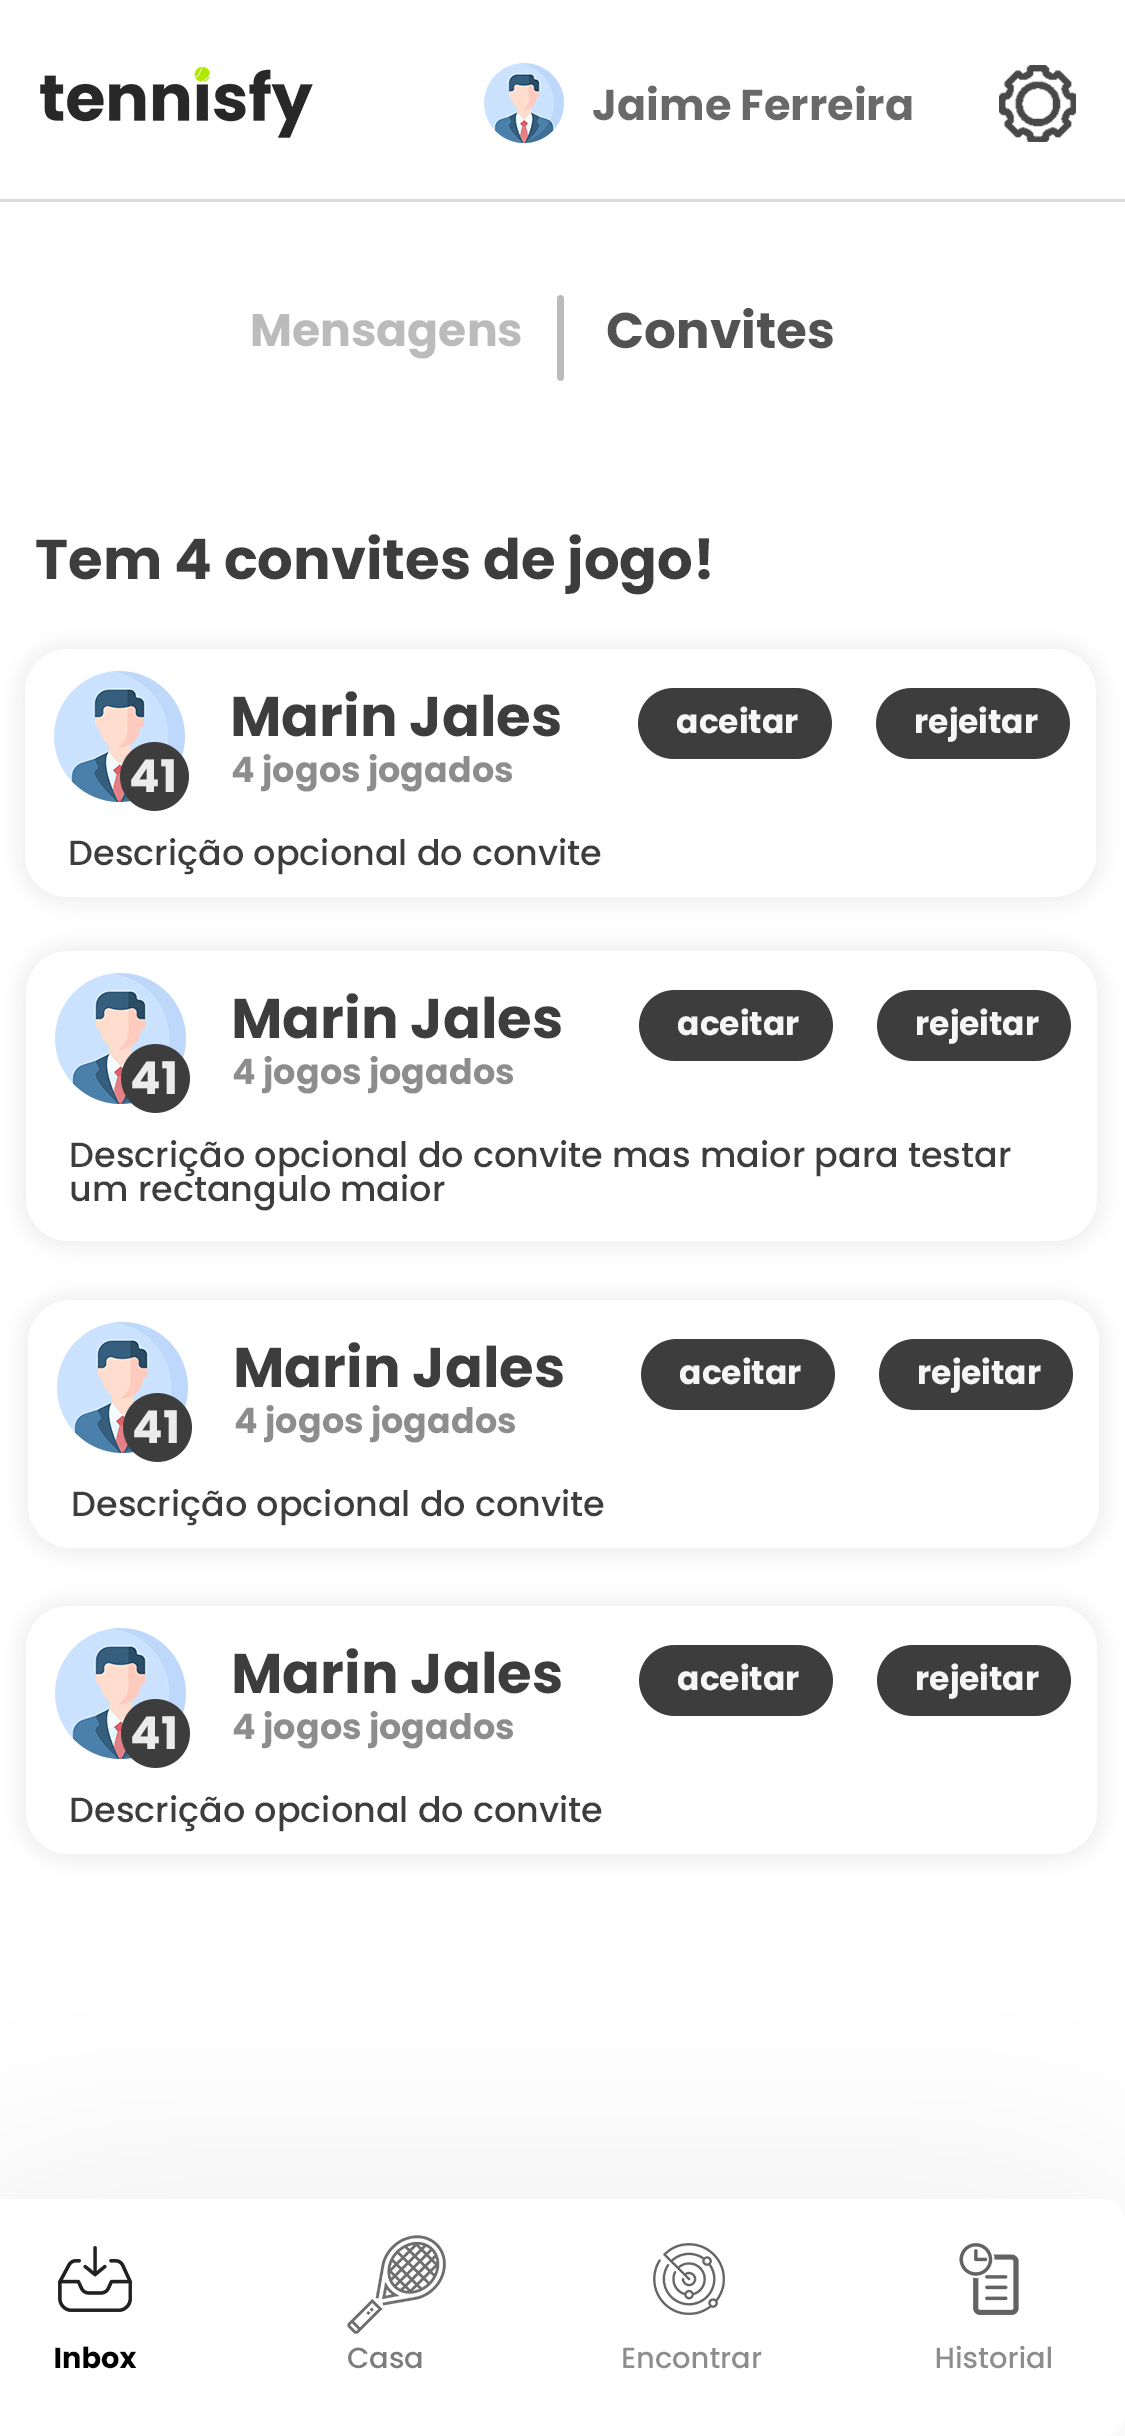 tennisfy
Jaime Ferreira
Mensagens
Convites
Tem 4 convites de jogo!
Marin Jales
aceitar
rejeitar
41
4 jogos jogados
Descrição opcional do convite
Marin Jales
aceitar
rejeitar
41
4 jogos jogados
Descrição opcional do convite mas maior para testar
um rectangulo maior
Marin Jales
aceitar
rejeitar
41
4 jogos jogados
Descrição opcional do convite
Marin Jales
aceitar
rejeitar
41
4 jogos jogados
Descrição opcional do convite
Inbox
Casa
Encontrar
Historial